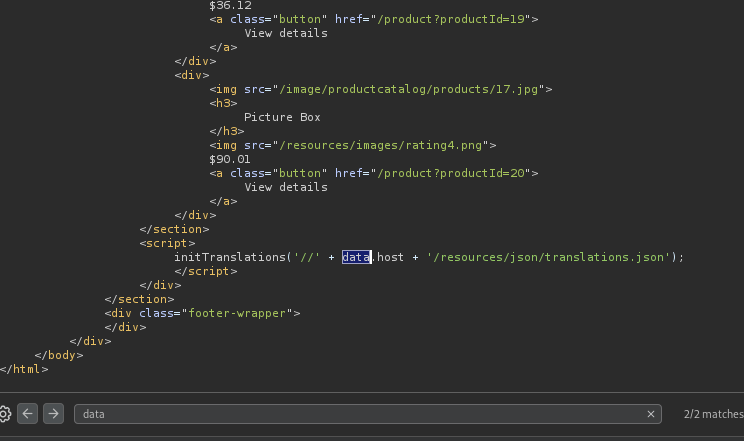 $36.12
<a class="button" href="/product?productId=19">
View details
</a>
</div>
<div>
<img src="/image/productcatalog/products/17.jpg">
<h3>
Picture Box
</h3>
<img src="/resources/images/rating4.png">
$90.01
<a class="button" href="/product?productId=20">
View details
</a>
</div>
</section>
<script>
initTranslations('//' + data.host + '/resources/json/translations.json');
</script>
</div>
</section>
<div class="footer-wrapper">
</div>
</div>
</body>
</html>
data
2/2 matches